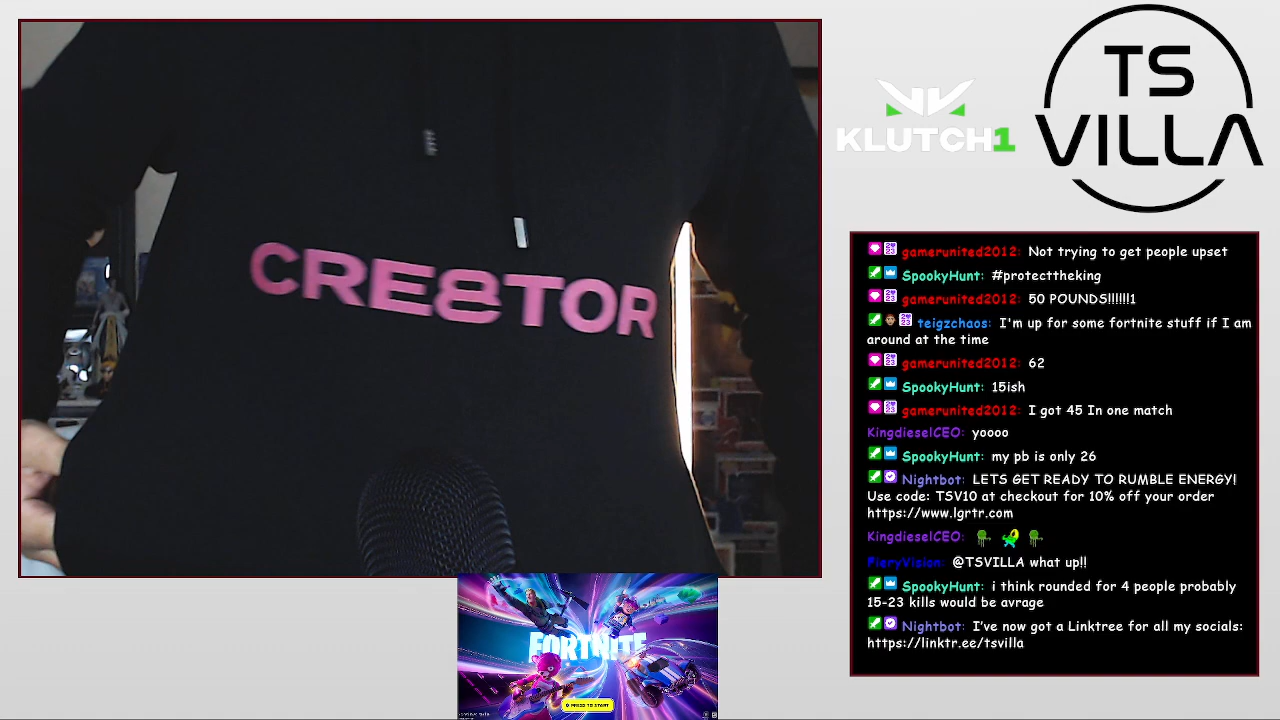 CRE8TOR
KLUTCH1
TS
VILLA
gamerunited2012: Not trying to get people upset
SpookyHunt: #protecttheking
gamerunited2012: 50 POUNDS!!!!!!1
teigzchaos: I'm up for some fortnite stuff if I am
around at the time
gamerunited2012: 62
SpookyHunt: 15ish
gamerunited2012: I got 45 In one match
KingdieselCEO: yoooo
SpookyHunt: my pb is only 26
Nightbot: LETS GET READY TO RUMBLE ENERGY!
Use code: TSV10 at checkout for 10% off your order
https://www.lgrtr.com
KingdieselCEO:
FieryVision: @TSVILLA what up!!
SpookyHunt: i think rounded for 4 people probably
15-23 kills would be avrage
Nightbot: I've now got a Linktree for all my socials:
https://linktr.ee/tsvilla
FORTNITE
PRESS TO START